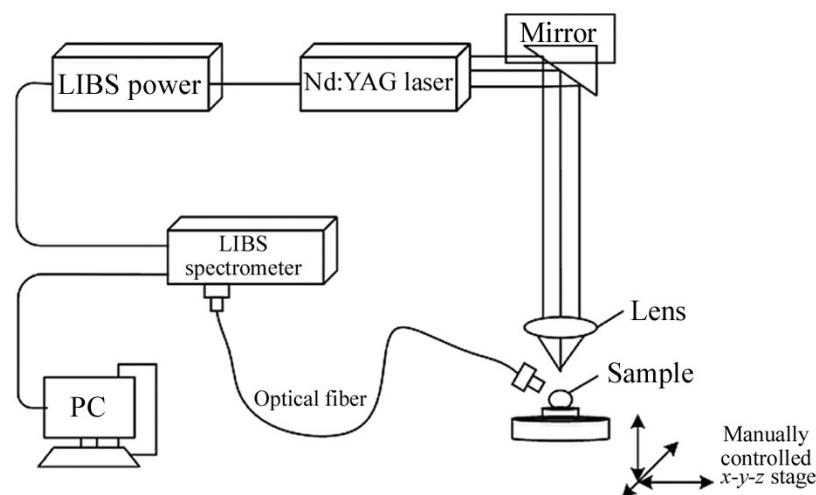 Mirror
LIBS power
Nd:YAG laser
LIBS
spectrometer
Lens
Sample
Optical fiber
PC
Manually
controlled
x-y-z stage